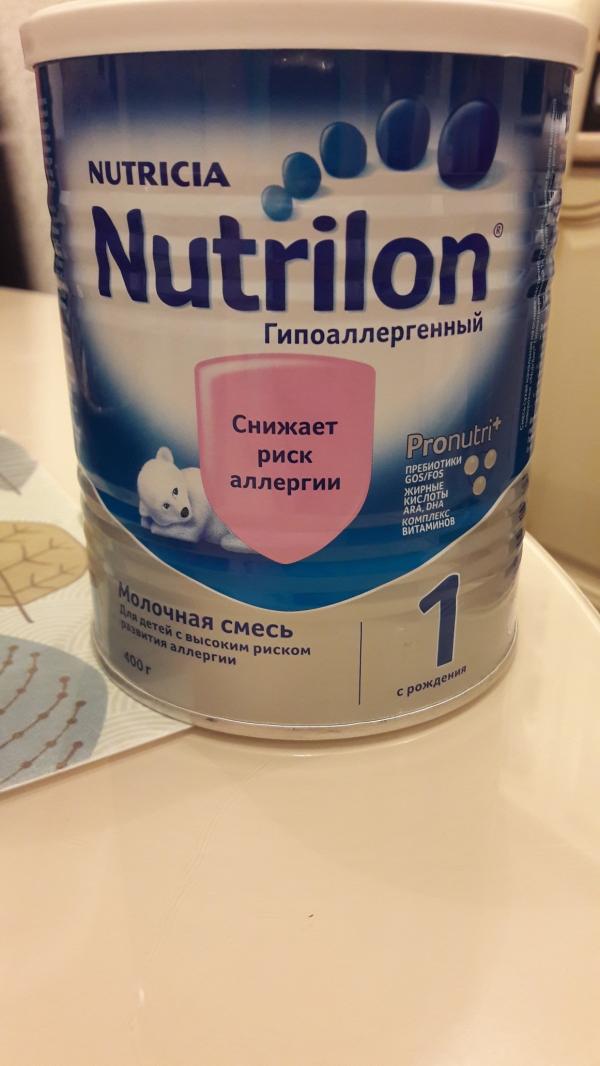 NUTRICIA
Nutrilon®
Гипоаллергенный
Снижает
риск
аллергии
Pronutri+
ПРЕБИОТИКИ
GOS/FOS
ЖИРНЫЕ
КИСЛОТЫ
ARA, DHA
КОМПЛЕКС
ВИТАМИНОВ
Молочная смесь
Для детей с высоким риском
развития аллергии
400 г
1
с рождения